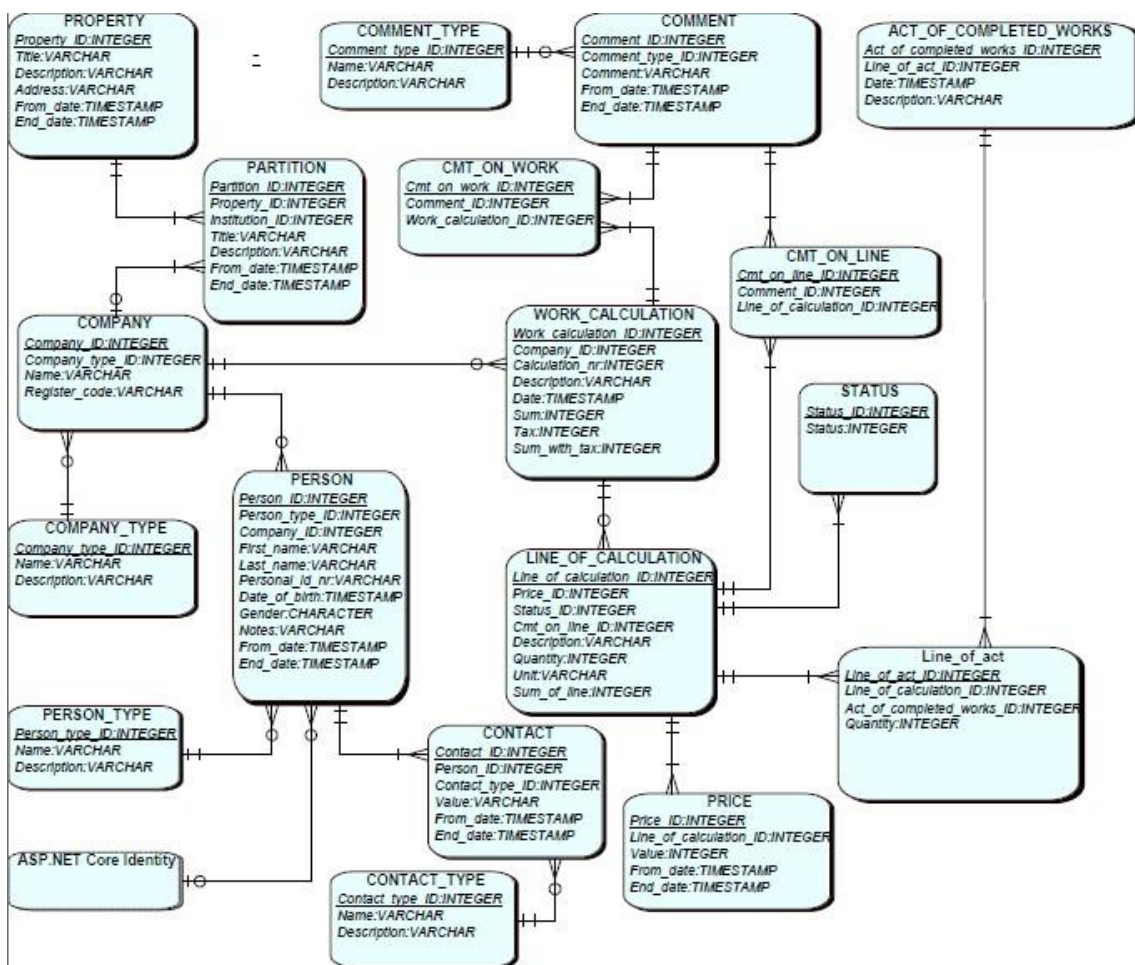 PROPERTY
Property_ID:INTEGER
Title:VARCHAR
Description:VARCHAR
Address:VARCHAR
From_date:TIMESTAMP
End_date:TIMESTAMP
COMMENT_TYPE
Comment_type_ID:INTEGER
Name:VARCHAR
Description:VARCHAR
COMMENT
Comment_ID:INTEGER
Comment_type_ID:INTEGER
Comment:VARCHAR
From_date:TIMESTAMP
End_date:TIMESTAMP
ACT_OF_COMPLETED_WORKS
Act_of_completed_works_ID:INTEGER
Line_of_act_ID:INTEGER
Date:TIMESTAMP
Description:VARCHAR
PARTITION
Partition_ID:INTEGER
Property_ID:INTEGER
Institution_ID:INTEGER
Title:VARCHAR
Description:VARCHAR
From_date:TIMESTAMP
End_date:TIMESTAMP
CMT_ON_WORK
Cmt_on_work_ID:INTEGER
Comment_ID:INTEGER
Work_calculation_ID:INTEGER
CMT_ON_LINE
Cmt_on_line_ID:INTEGER
Comment_ID:INTEGER
Line_of_calculation_ID:INTEGER
COMPANY
Company_ID:INTEGER
Company_type_ID:INTEGER
Name:VARCHAR
Register_code:VARCHAR
WORK_CALCULATION
Work_calculation_ID:INTEGER
Company_ID:INTEGER
Calculation_nr:INTEGER
Description:VARCHAR
Date:TIMESTAMP
Sum:INTEGER
Tax:INTEGER
Sum_with_tax:INTEGER
STATUS
Status_ID:INTEGER
Status:INTEGER
PERSON
Person_ID:INTEGER
Person_type_ID:INTEGER
Company_ID:INTEGER
First_name:VARCHAR
Last_name:VARCHAR
Personal_id_nr:VARCHAR
Date_of_birth:TIMESTAMP
Gender:CHARACTER
Notes:VARCHAR
From_date:TIMESTAMP
End_date:TIMESTAMP
COMPANY_TYPE
Company_type_ID:INTEGER
Name:VARCHAR
Description:VARCHAR
LINE_OF_CALCULATION
Line_of_calculation_ID:INTEGER
Price_ID:INTEGER
Status_ID:INTEGER
Cmt_on_line_ID:INTEGER
Description:VARCHAR
Quantity:INTEGER
Unit:VARCHAR
Sum_of_line:INTEGER
Line_of_act
Line_of_act_ID:INTEGER
Line_of_calculation_ID:INTEGER
Act_of_completed_works_ID:INTEGER
Quantity:INTEGER
PERSON_TYPE
Person_type_ID:INTEGER
Name:VARCHAR
Description:VARCHAR
CONTACT
Contact_ID:INTEGER
Person_ID:INTEGER
Contact_type_ID:INTEGER
Value:VARCHAR
From_date:TIMESTAMP
End_date:TIMESTAMP
PRICE
Price_ID:INTEGER
Line_of_calculation_ID:INTEGER
Value:INTEGER
From_date:TIMESTAMP
End_date:TIMESTAMP
ASP.NET Core Identity
CONTACT_TYPE
Contact_type_ID:INTEGER
Name:VARCHAR
Description:VARCHAR